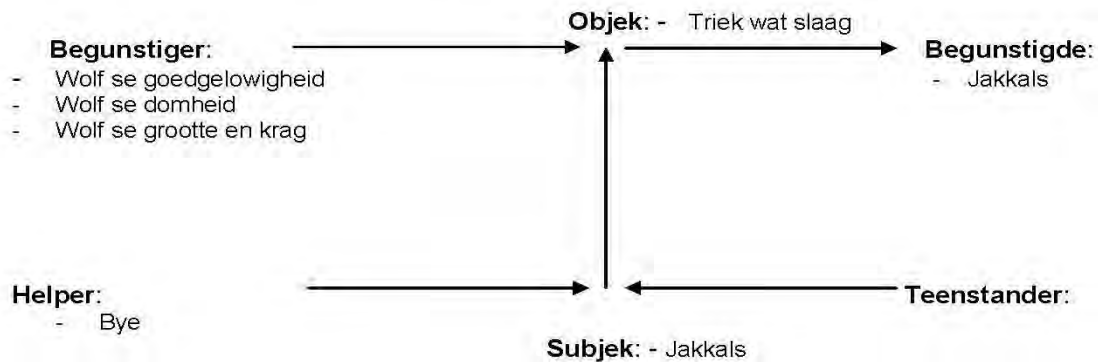 Objek: - Triek wat slaag
Begunstiger:
- Wolf se goedgelowigheid
- Wolf se domheid
- Wolf se grootte en krag
Begunstigde:
- Jakkals
Helper:
- Bye
Teenstander:
Subjek: - Jakkals